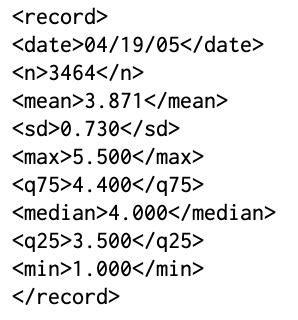 <record>
<date>04/19/05</date>
<n>3464</n>
<mean>3.871</mean>
<sd>0.730</sd>
<max>5.500</max>
<q75>4.400</q75>
<median>4.000</median>
<q25>3.500</q25>
<min>1.000</min>
</record>